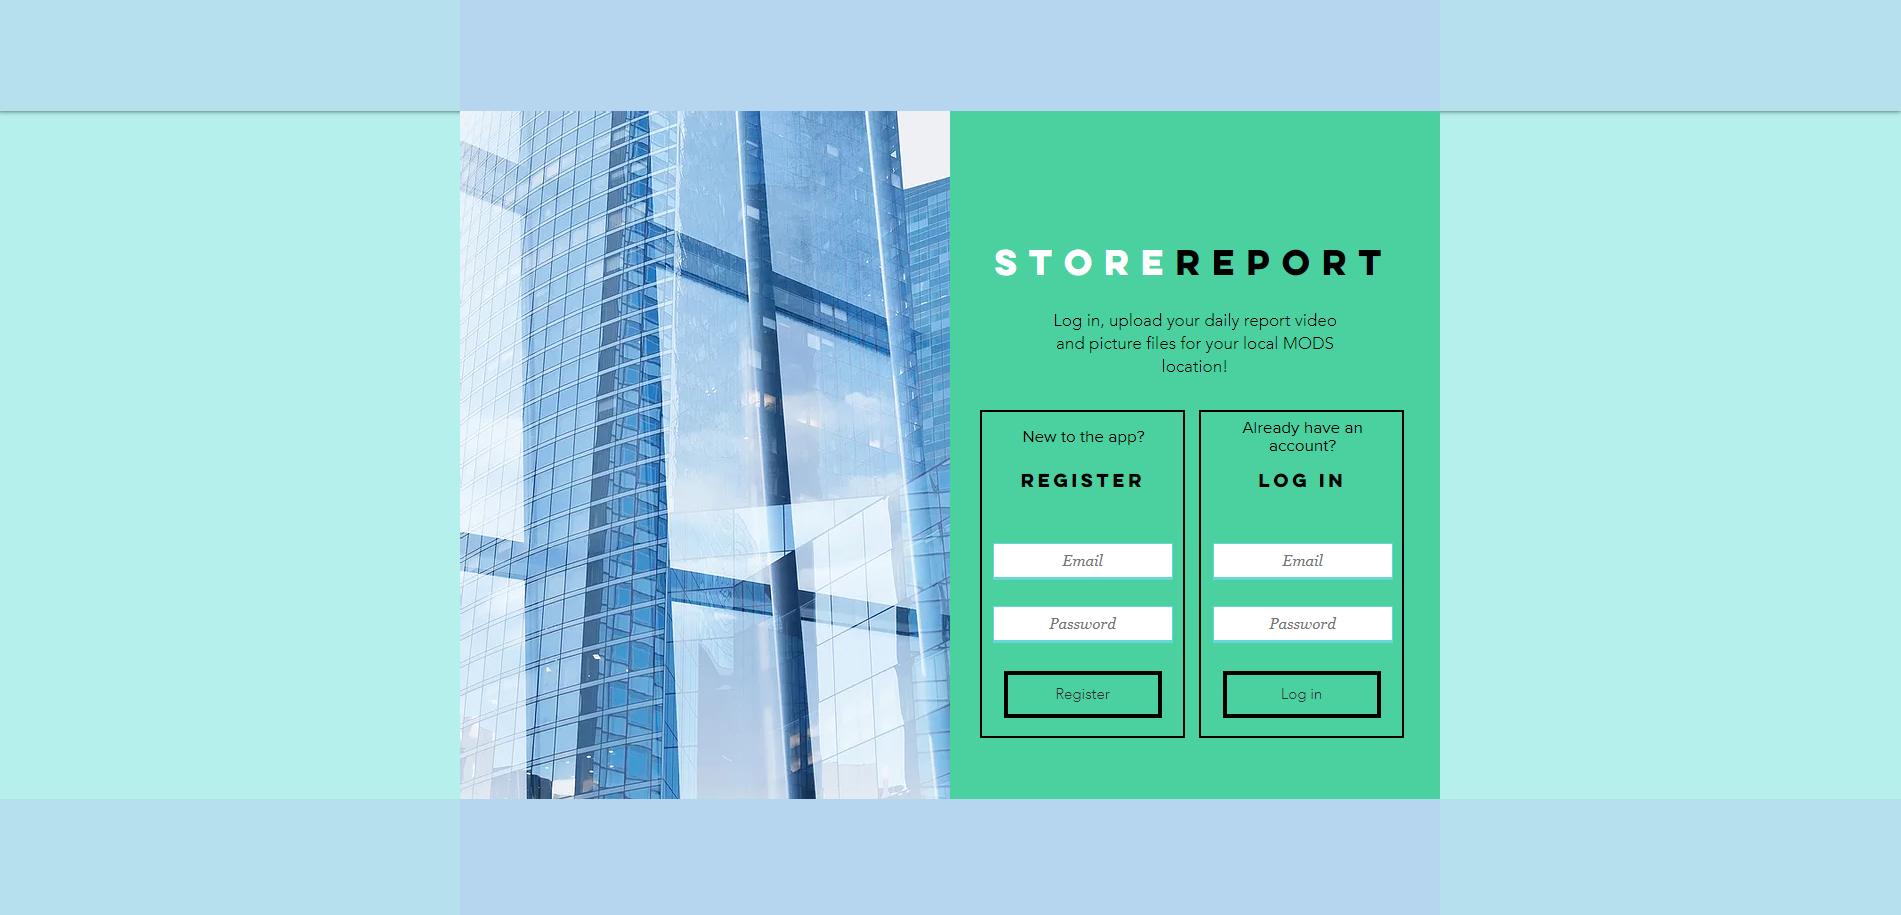 STOREREPORT
Log in, upload your daily report video
and picture files for your local MODS
location!
New to the app?
REGISTER
Email
Password
Register
Already have an
account?
LOG IN
Email
Password
Log in